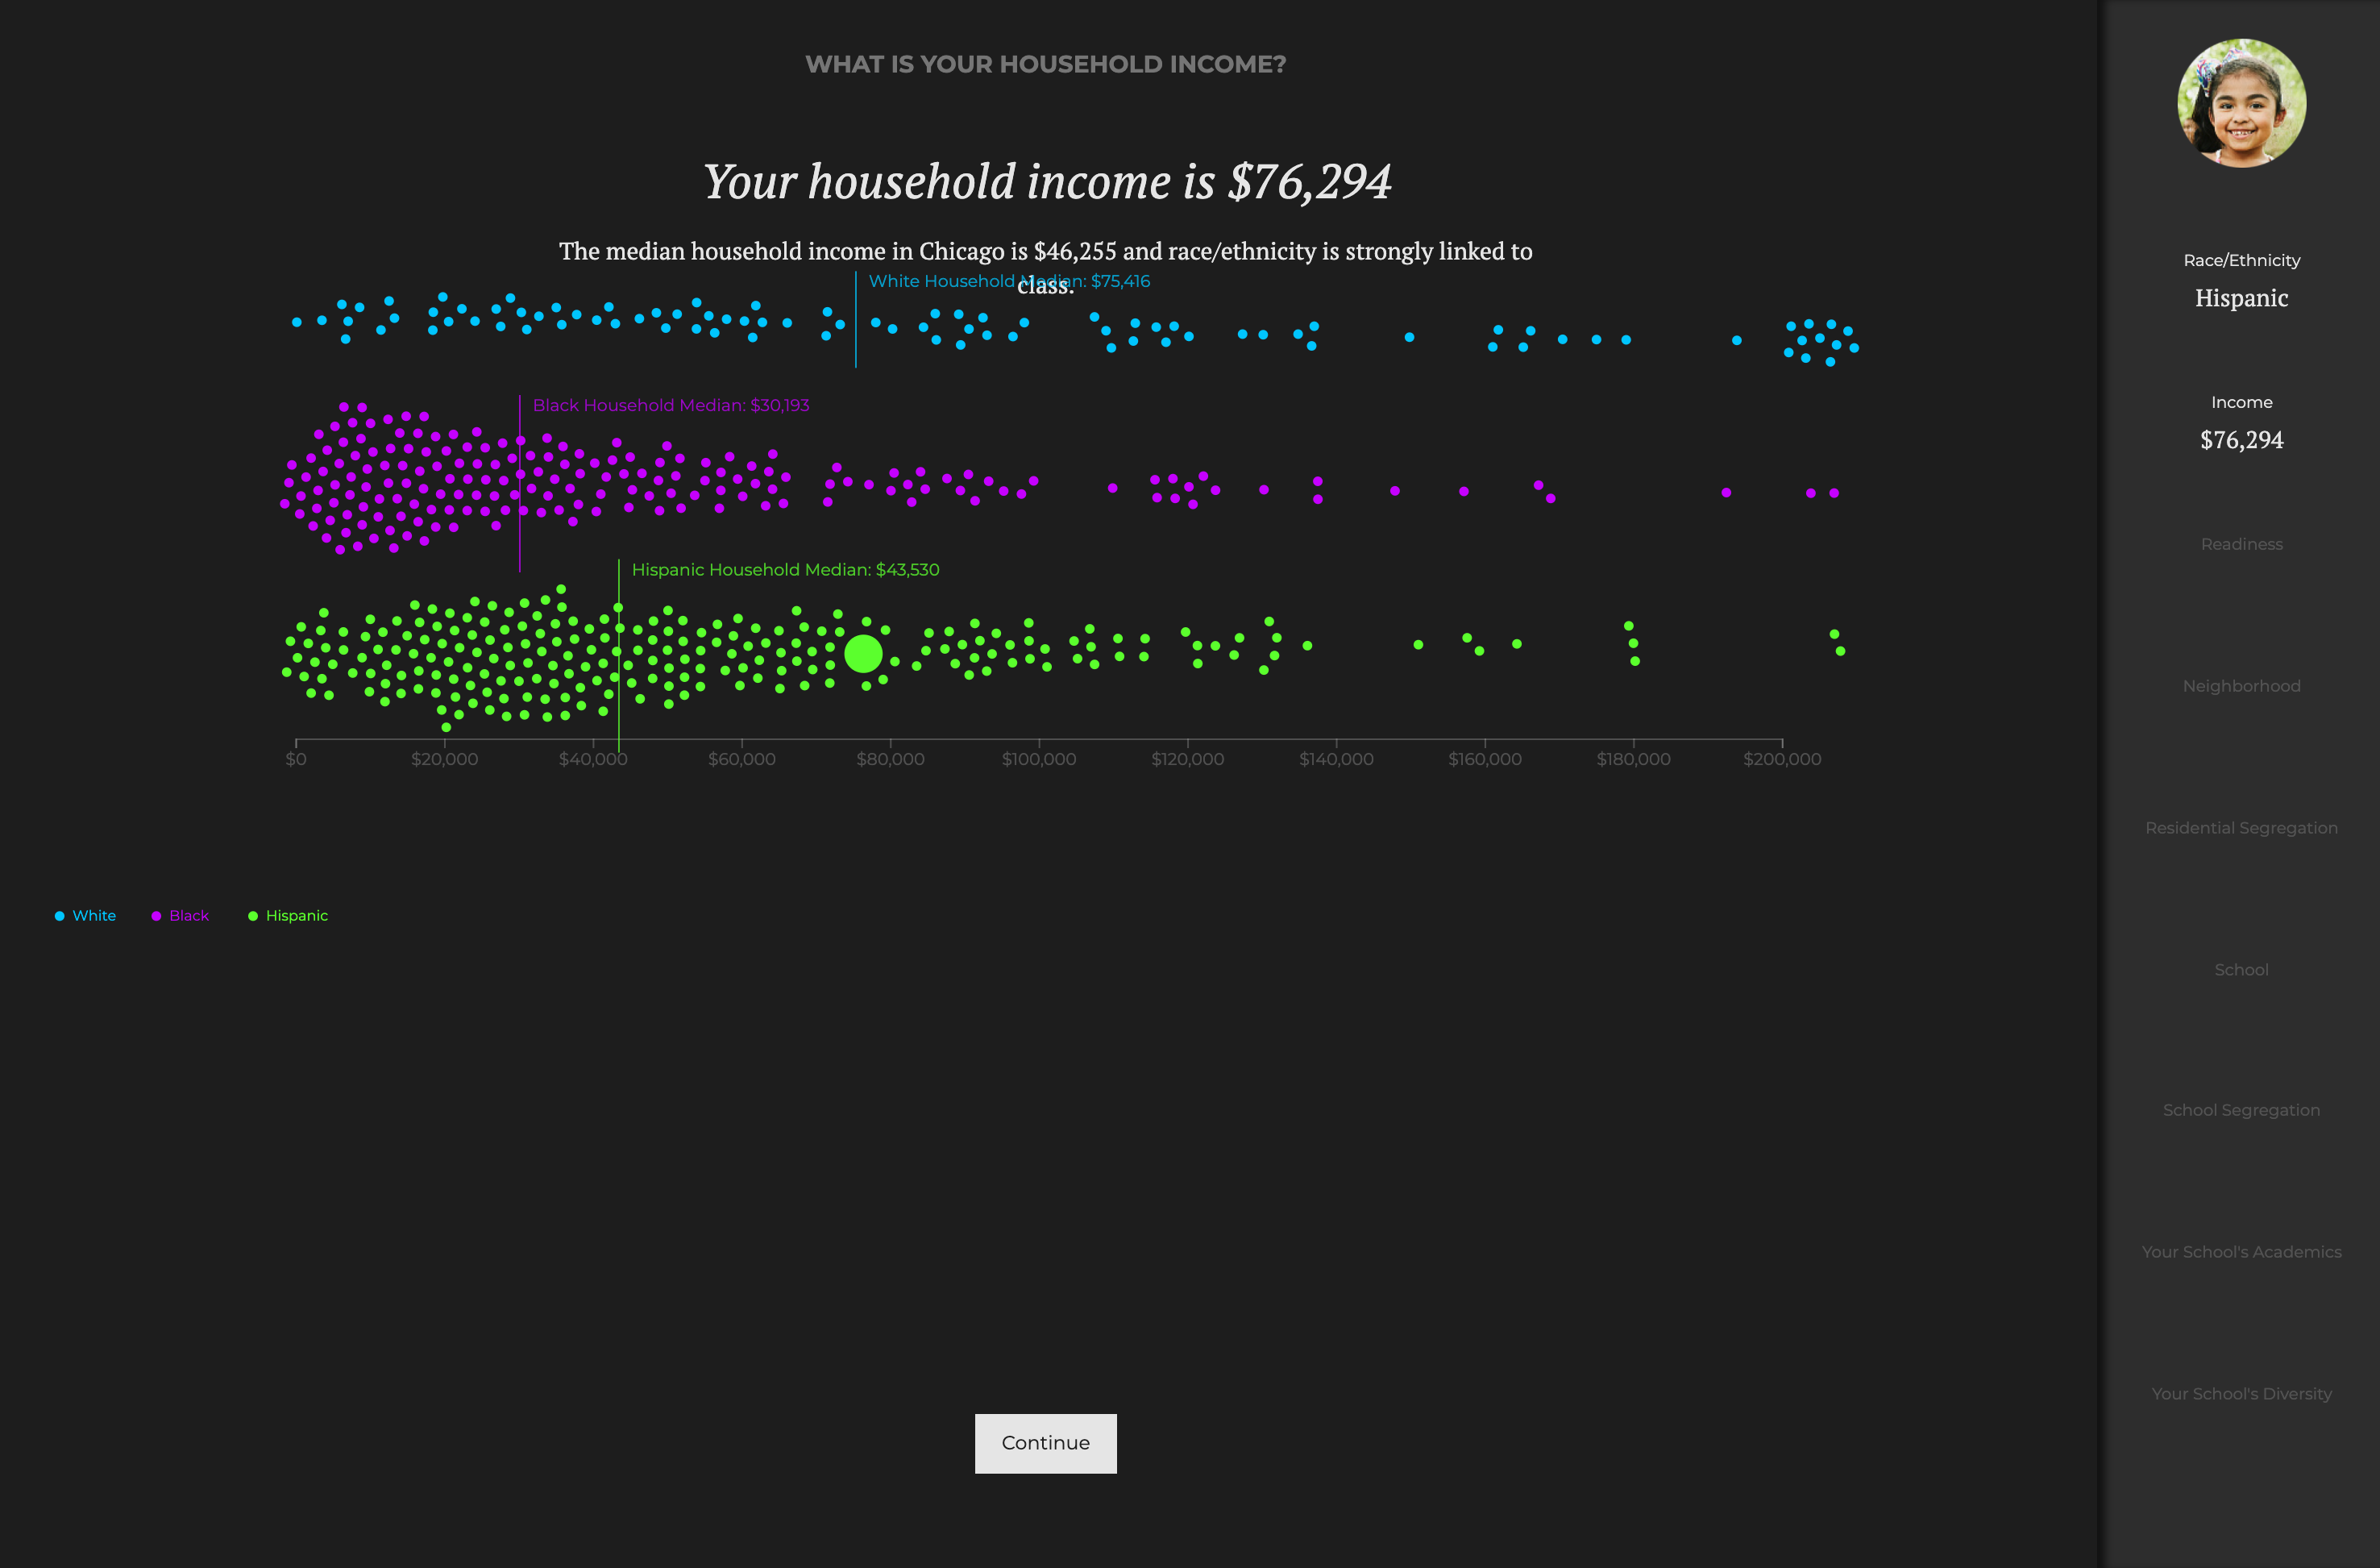 WHAT IS YOUR HOUSEHOLD INCOME?
Your household income is $76,294
The median household income in Chicago is $46,255 and race/ethnicity is strongly linked to
class.
White Household Median: $75,416
Black Household Median: $30,193
Hispanic Household Median: $43,530
$0 $20,000 $40,000 $60,000 $80,000 $100,000 $120,000 $140,000 $160,000 $180,000 $200,000
White Black Hispanic
Continue
Race/Ethnicity
Hispanic
Income
$76,294
Readiness
Neighborhood
Residential Segregation
School
School Segregation
Your School's Academics
Your School's Diversity